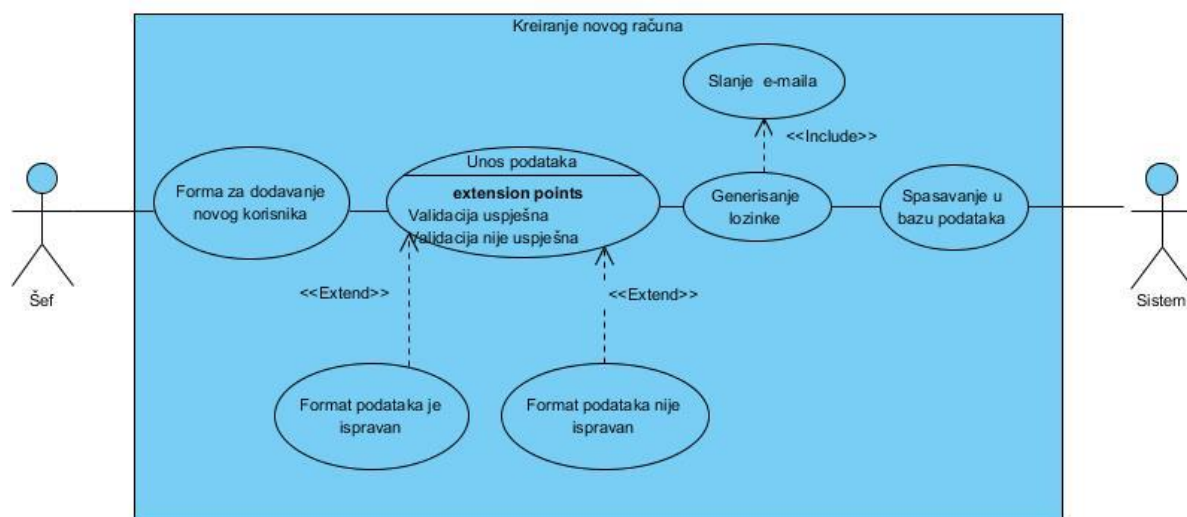 Kreiranje novog računa
Slanje e-maila
<<Include>>
Unos podataka
extension points
Validacija uspješna
Validacija nije uspješna
Forma za dodavanje
novog korisnika
Generisanje
lozinke
Spasavanje u
bazu podataka
Šef
Sistem
<<Extend>>
<<Extend>>
Format podataka je
ispravan
Format podataka nije
ispravan